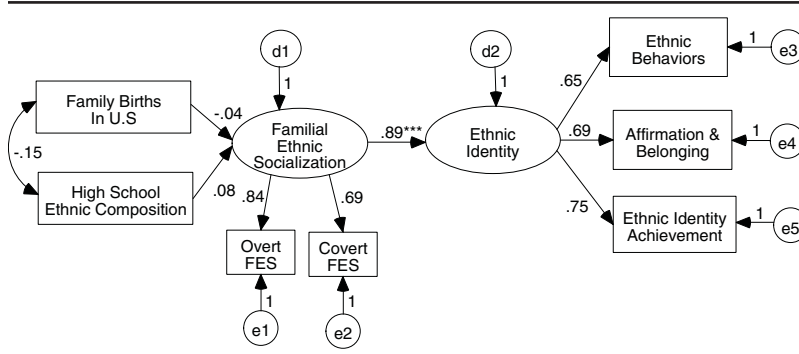 d1
d2
1
1
1
e3
Ethnic
Behaviors
Family Births
In U.S
-.04
.65
-.15
Familial
Ethnic
Socialization
.89***
Ethnic
Identity
.69
Affirmation &
Belonging
1
e4
High School
Ethnic Composition
.08
.84
.69
.75
Ethnic Identity
Achievement
1
e5
Overt
FES
Covert
FES
1
1
e1
e2